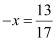 −x = 13/17